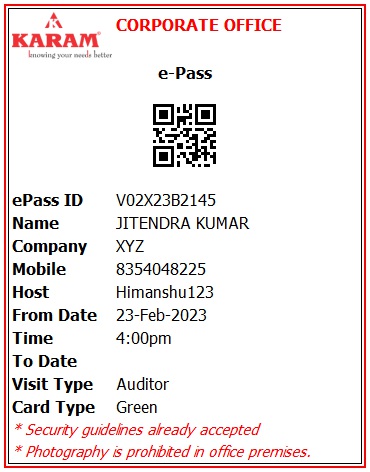 CORPORATE OFFICE
KARAM®
knowing your needs better
e-Pass
ePass ID V02X23B2145
Name JITENDRA KUMAR
Company XYZ
Mobile 8354048225
Host Himanshu123
From Date 23-Feb-2023
Time 4:00pm
To Date
Visit Type Auditor
Card Type Green
* Security guidelines already accepted
* Photography is prohibited in office premises.